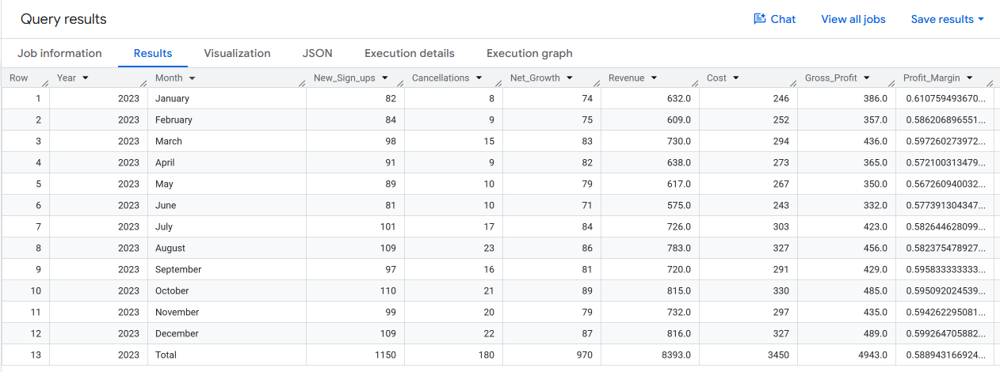 Query results Chat View all jobs Save results
Job information Results Visualization JSON Execution details Execution graph
Row Year Month New_Sign_ups Cancellations Net_Growth Revenue Cost Gross_Profit Profit_Margin
1 2023 January 82 8 74 632.0 246 386.0 0.610759493670...
2 2023 February 84 9 75 609.0 252 357.0 0.586206896551...
3 2023 March 98 15 83 730.0 294 436.0 0.597260273972...
4 2023 April 91 9 82 638.0 273 365.0 0.572100313479...
5 2023 May 89 10 79 617.0 267 350.0 0.567260940032...
6 2023 June 81 10 71 575.0 243 332.0 0.577391304347...
7 2023 July 101 17 84 726.0 303 423.0 0.582644628099...
8 2023 August 109 23 86 783.0 327 456.0 0.582375478927...
9 2023 September 97 16 81 720.0 291 429.0 0.595833333333...
10 2023 October 110 21 89 815.0 330 485.0 0.595092024539...
11 2023 November 99 20 79 732.0 297 435.0 0.594262295081...
12 2023 December 109 22 87 816.0 327 489.0 0.599264705882...
13 2023 Total 1150 180 970 8393.0 3450 4943.0 0.588943166924...